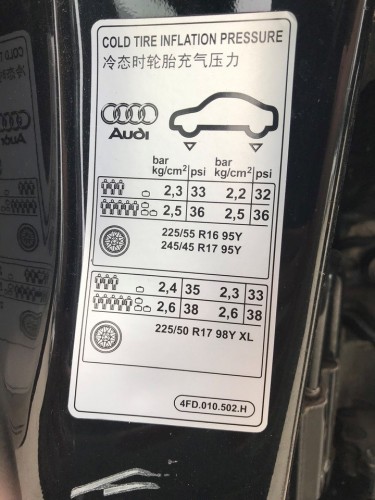 COLD TIRE INFLATION PRESSURE
冷态时轮胎充气压力
Audi
bar kg/cm² psi bar kg/cm² psi
2,3 33 2,2 32
2,5 36 2,5 36
225/55 R16 95Y
245/45 R17 95Y
2,4 35 2,3 33
2,6 38 2,6 38
225/50 R17 98Y XL
4FD.010.502.H